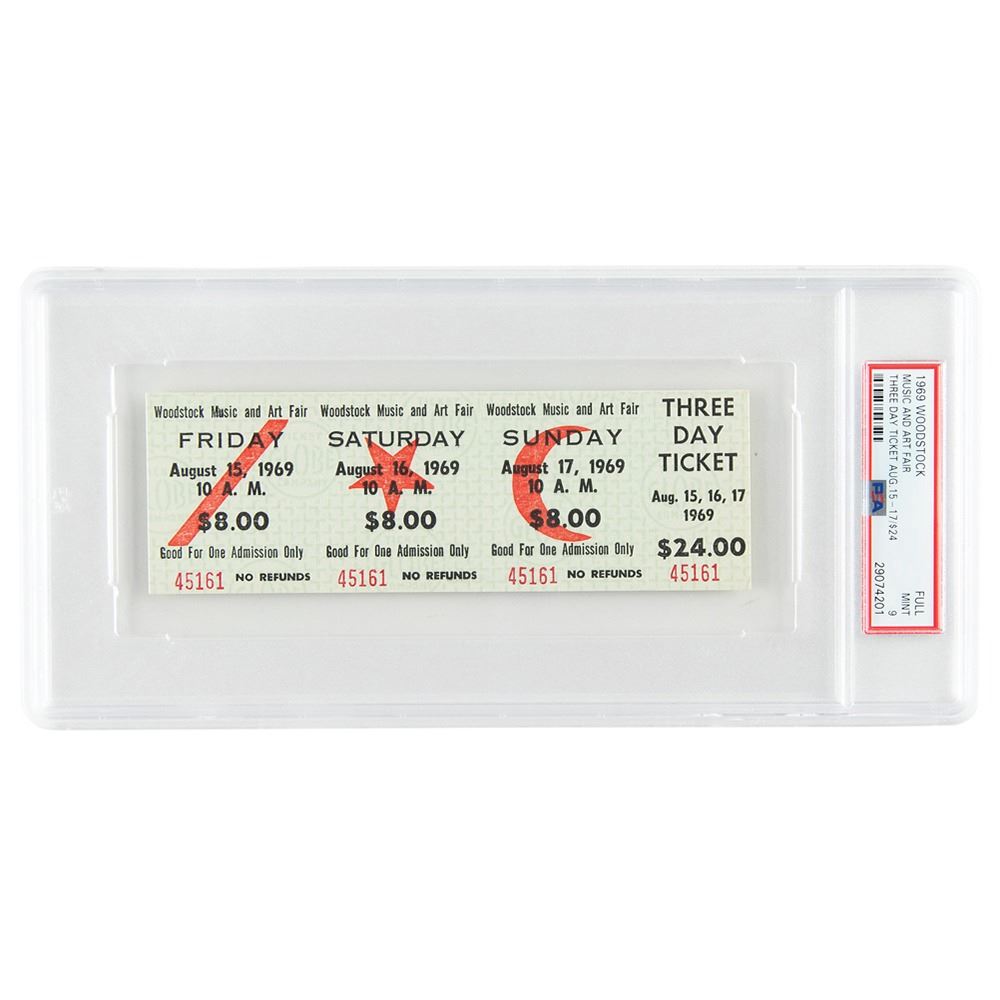 Woodstock Music and Art Fair
FRIDAY
August 15, 1969
10 A. M.
$8.00
Good For One Admission Only
45161 NO REFUNDS
Woodstock Music and Art Fair
SATURDAY
August 16, 1969
10 A. M.
$8.00
Good For One Admission Only
45161 NO REFUNDS
Woodstock Music and Art Fair
SUNDAY
August 17, 1969
10 A. M.
$8.00
Good For One Admission Only
45161 NO REFUNDS
THREE
DAY
TICKET
Aug. 15, 16, 17
1969
$24.00
45161
1969 WOODSTOCK FULL
MUSIC AND ART FAIR MINT
THREE DAY TICKET AUG.15-17/$24 9
PSA 29074201